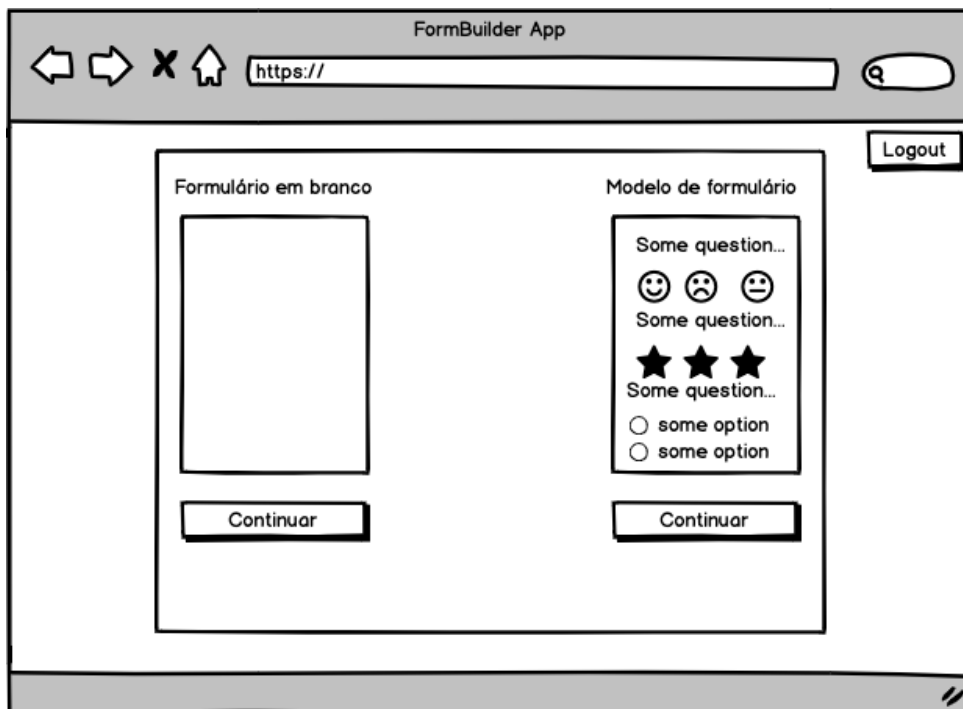 FormBuilder App
https://
Logout
Formulário em branco
Modelo de formulário
Some question...
Some question...
Some question...
some option
some option
Continuar
Continuar